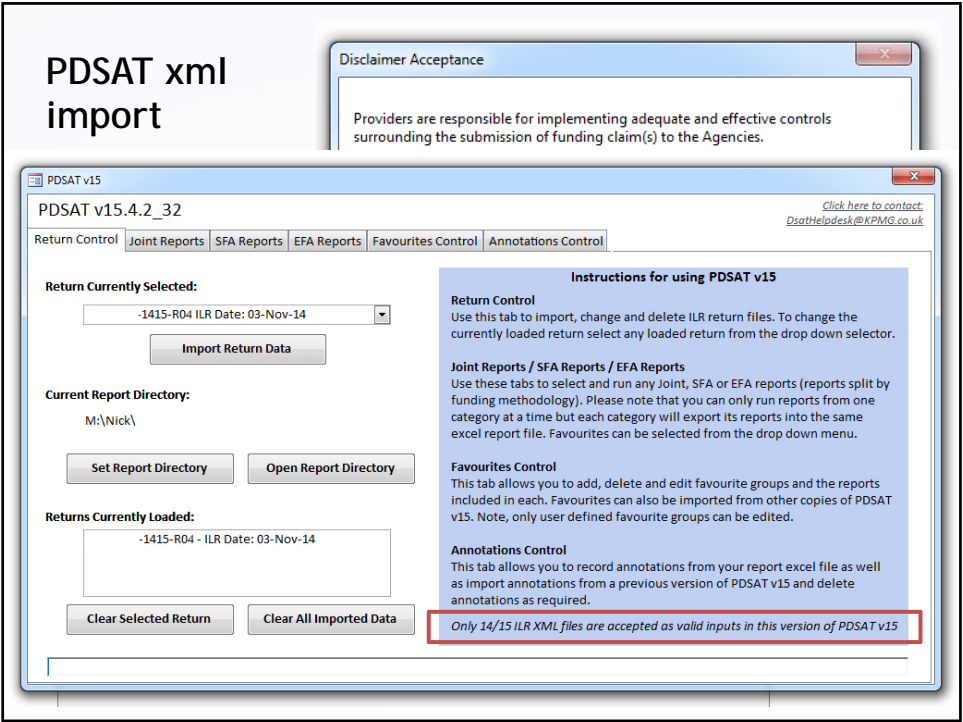 PDSAT xml
import
Disclaimer Acceptance
Providers are responsible for implementing adequate and effective controls
surrounding the submission of funding claim(s) to the Agencies.
PDSAT v15
PDSAT v15.4.2_32
Click here to contact:
DsatHelpdesk@KPMG.co.uk
Return Control Joint Reports SFA Reports EFA Reports Favourites Control Annotations Control
Return Currently Selected:
-1415-R04 ILR Date: 03-Nov-14
Import Return Data
Current Report Directory:
M:\Nick\
Set Report Directory Open Report Directory
Returns Currently Loaded:
-1415-R04 - ILR Date: 03-Nov-14
Clear Selected Return Clear All Imported Data
Instructions for using PDSAT v15
Return Control
Use this tab to import, change and delete ILR return files. To change the
currently loaded return select any loaded return from the drop down selector.
Joint Reports / SFA Reports / EFA Reports
Use these tabs to select and run any Joint, SFA or EFA reports (reports split by
funding methodology). Please note that you can only run reports from one
category at a time but each category will export its reports into the same
excel report file. Favourites can be selected from the drop down menu.
Favourites Control
This tab allows you to add, delete and edit favourite groups and the reports
included in each. Favourites can also be imported from other copies of PDSAT
v15. Note, only user defined favourite groups can be edited.
Annotations Control
This tab allows you to record annotations from your report excel file as well
as import annotations from a previous version of PDSAT v15 and delete
annotations as required.
Only 14/15 ILR XML files are accepted as valid inputs in this version of PDSAT v15